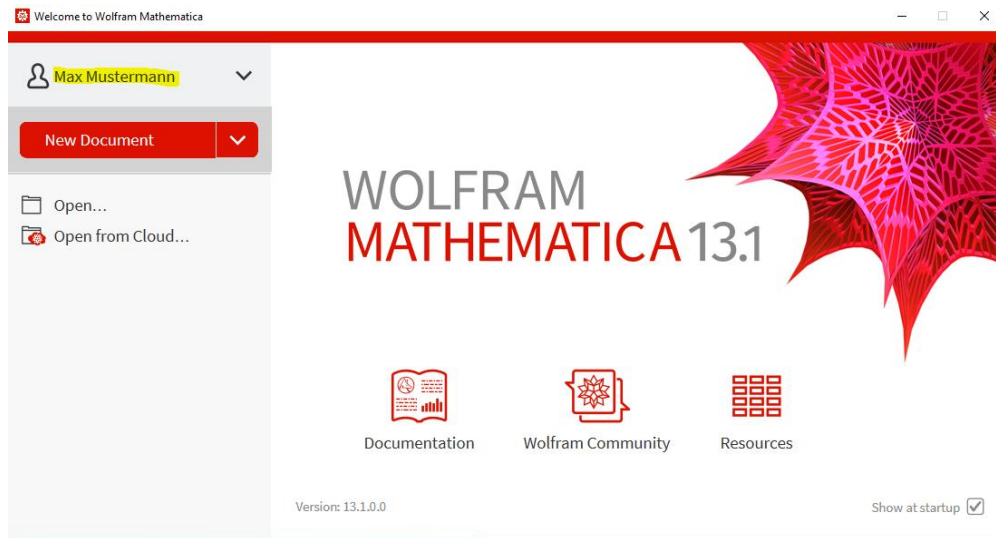 Welcome to Wolfram Mathematica
Max Mustermann
New Document
Open...
Open from Cloud...
WOLFRAM
MATHEMATICA 13.1
Documentation
Wolfram Community
Resources
Version: 13.1.0.0
Show at startup